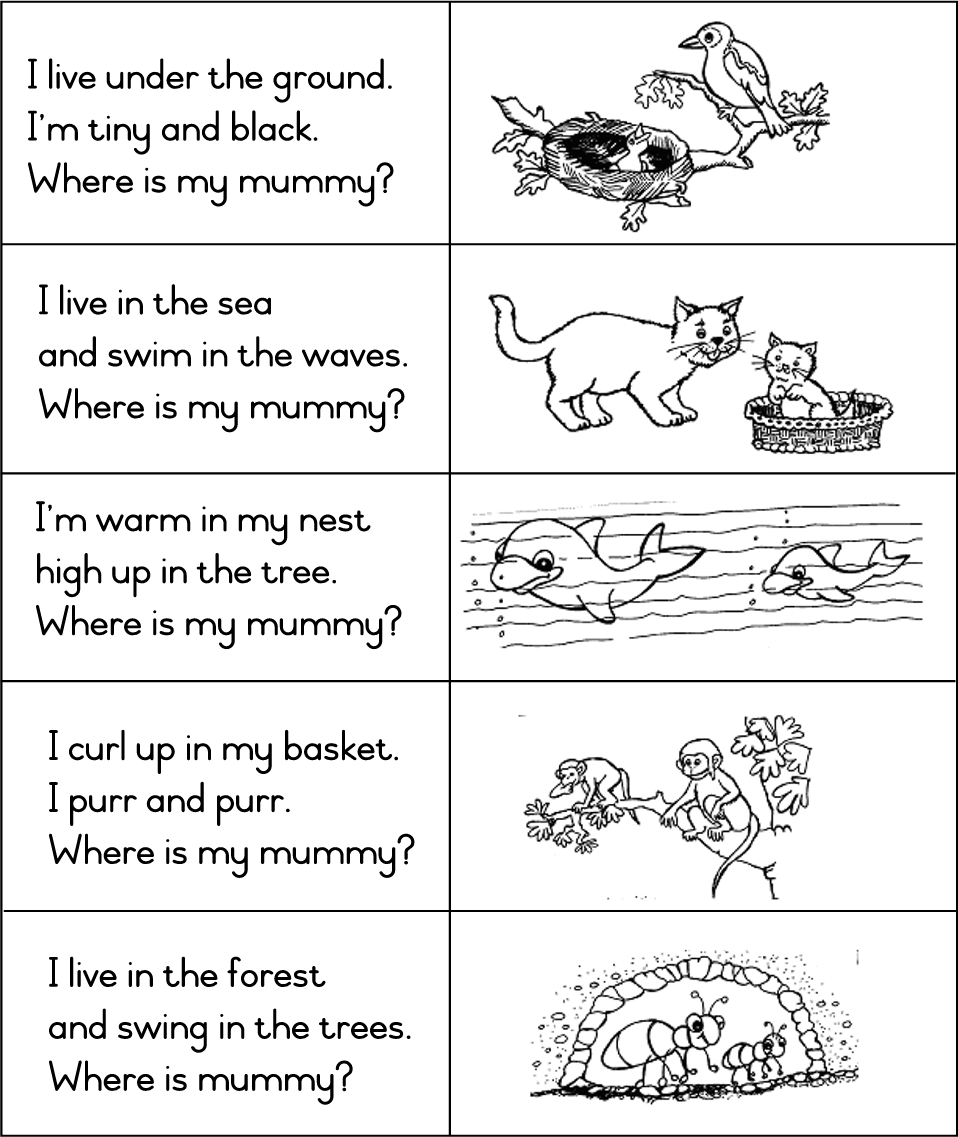 I live under the ground.
I'm tiny and black.
Where is my mummy?
I live in the sea
and swim in the waves.
Where is my mummy?
I'm warm in my nest
high up in the tree.
Where is my mummy?
I curl up in my basket.
I purr and purr.
Where is my mummy?
I live in the forest
and swing in the trees.
Where is mummy?